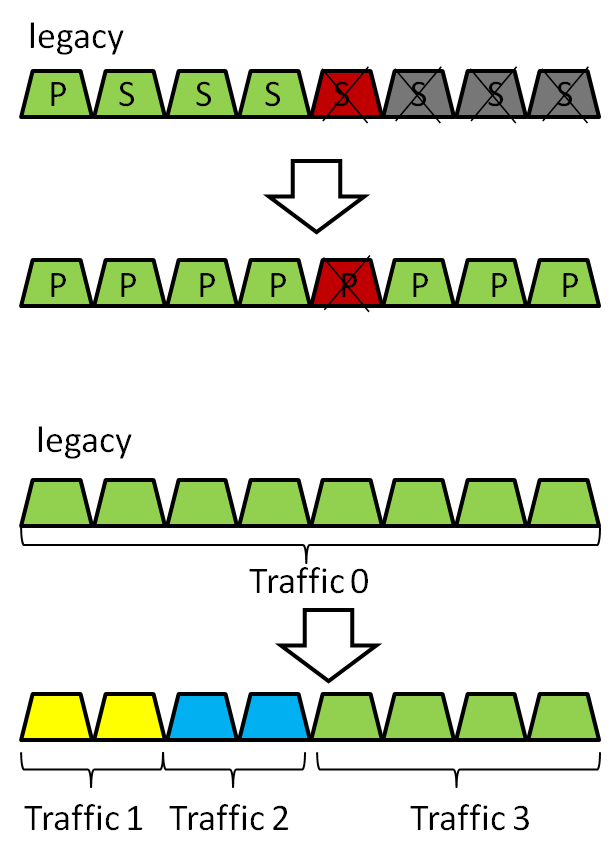 legacy
P S S S S S S S
P P P P P P P P
legacy
Traffic 0
Traffic 1 Traffic 2 Traffic 3